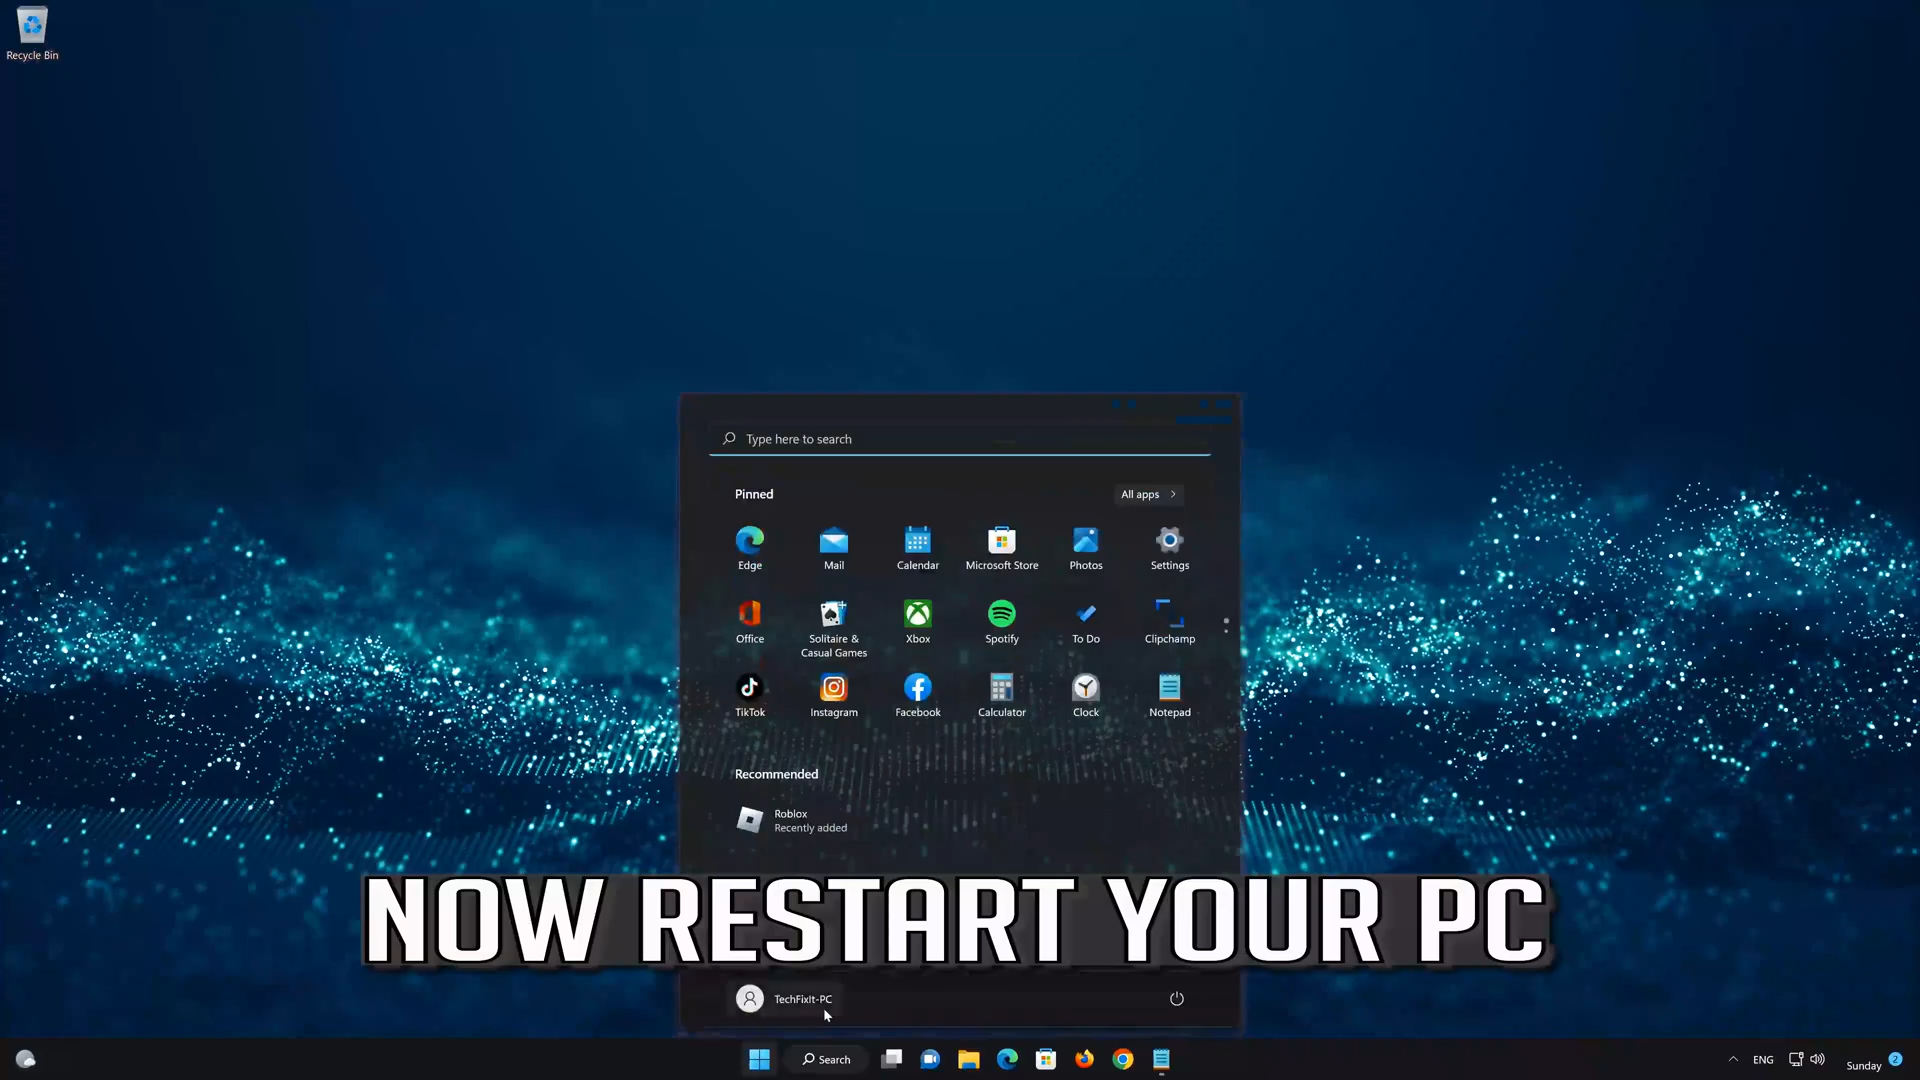 Recycle Bin
Type here to search
Pinned
All apps
Edge
Mail
Calendar
Microsoft Store
Photos
Settings
Office
Solitaire &
Casual Games
Xbox
Spotify
To Do
Clipchamp
TikTok
Instagram
Facebook
Calculator
Clock
Notepad
Recommended
Roblox
Recently added
NOW RESTART YOUR PC
TechFixIt-PC
Search
ENG
Sunday
2